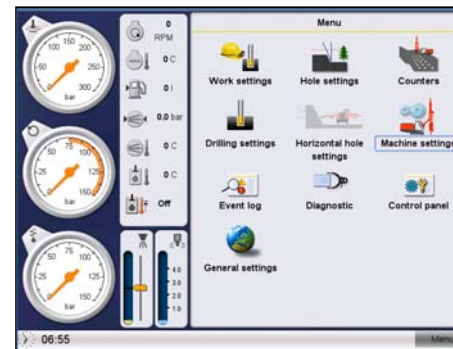 50
100
150
200
250
0
300
bar
50
75
100
25
125
0
150
bar
50
75
100
25
125
0
150
bar
0
RPM
0 C
0 l
0.0 bar
0 C
0 C
Off
4.0
3.0
2.0
1.0
Menu
Work settings
Hole settings
Counters
Drilling settings
Horizontal hole
settings
Machine settings
Event log
Diagnostic
Control panel
General settings
06:55
Menu